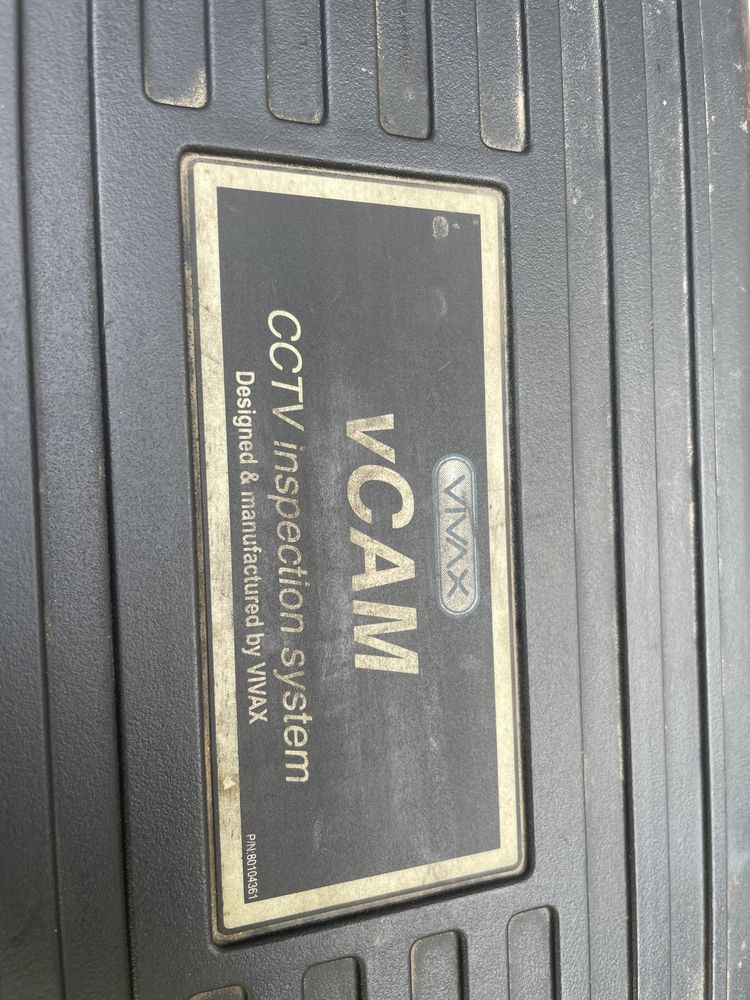 VIVAX
vCAM
CCTV inspection system
Designed & manufactured by VIVAX
P/N:80104361